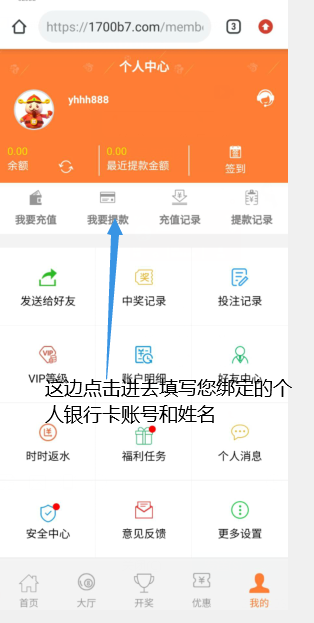 https://1700b7.com/membe
3
个人中心
yhhh888
0.00
余额
0.00
最近提款金额
签到
我要充值
我要提款
充值记录
提款记录
发送给好友
中奖记录
投注记录
VIP等级
账户明细
好友中心
这边点击进去填写您绑定的个
人银行卡账号和姓名
时时返水
福利任务
个人消息
安全中心
意见反馈
更多设置
首页
大厅
开奖
优惠
我的